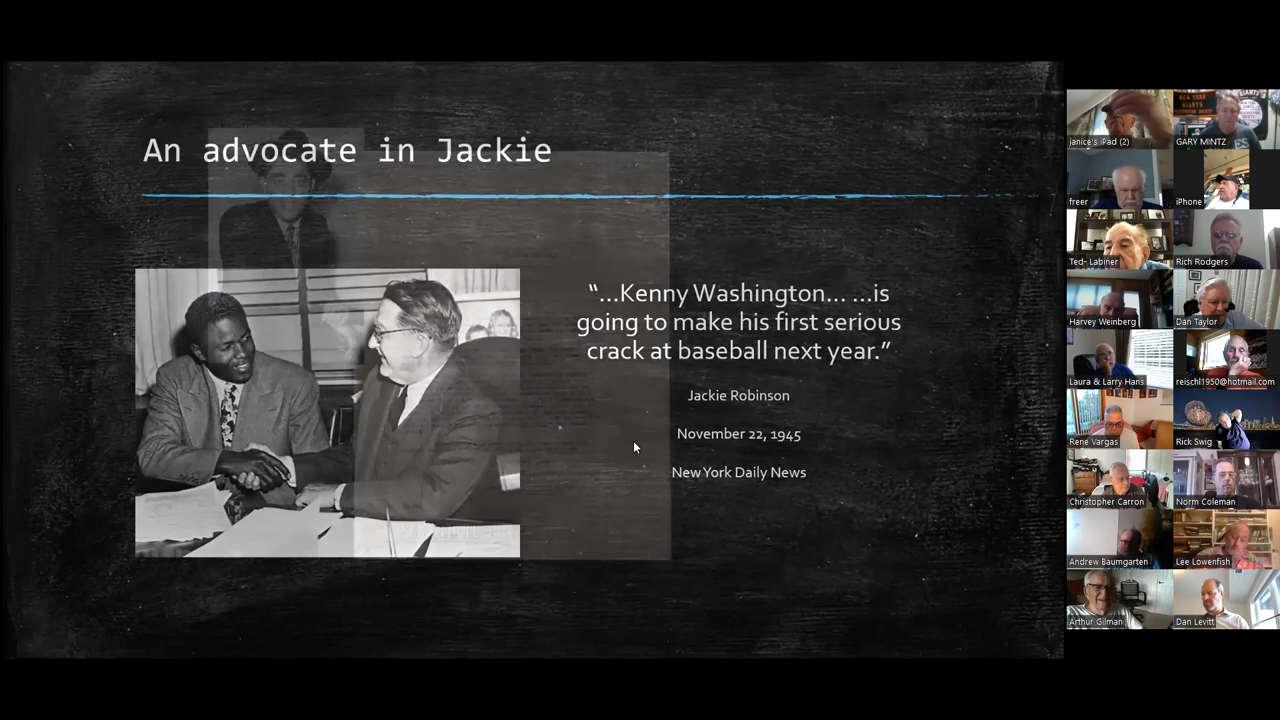 An advocate in Jackie
"...Kenny Washington... ...is
going to make his first serious
crack at baseball next year."
Jackie Robinson
November 22, 1945
New York Daily News
janice's iPad (2)
GARY MINTZ
freer
iPhone
Ted- Labiner
Rich Rodgers
Harvey Weinberg
Dan Taylor
Laura & Larry Hans
reischl1950@hotmail.com
Rene Vargas
Rick Swig
Christopher Carron
Norm Coleman
Andrew Baumgarten
Lee Lowenfish
Arthur Gilman
Dan Levitt